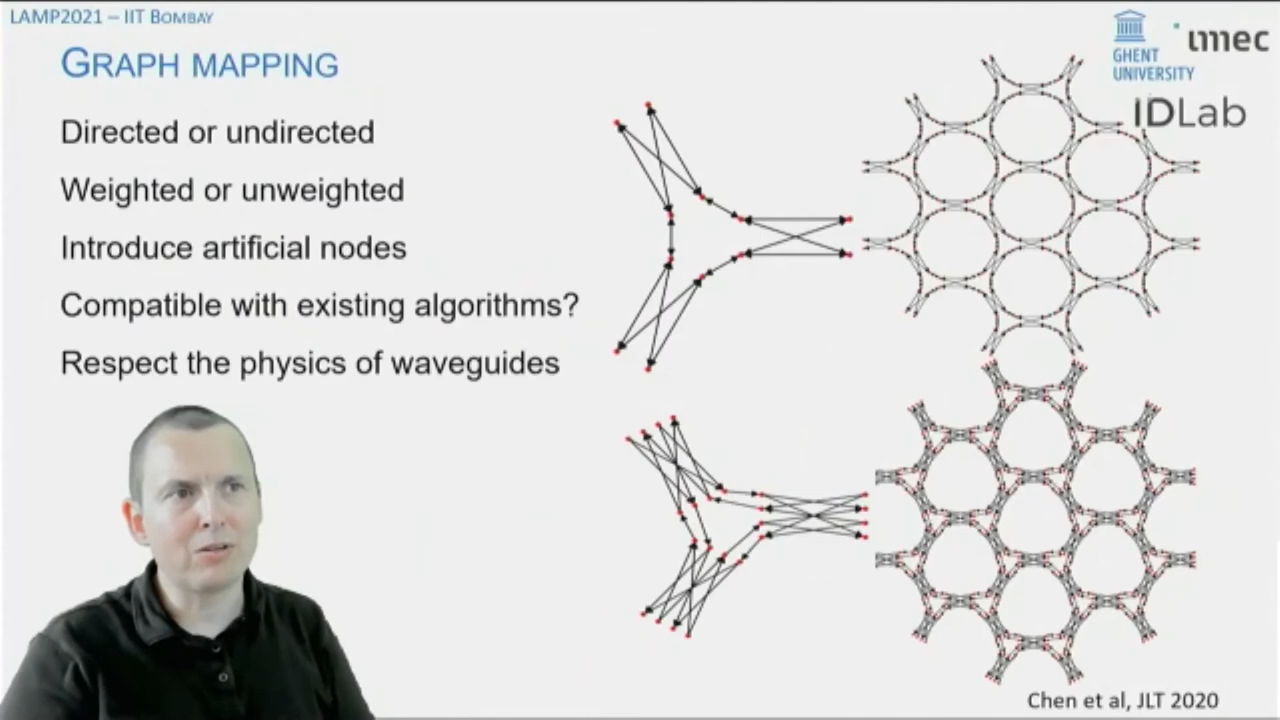 LAMP2021 – IIT BOMBAY
GRAPH MAPPING
GHENT
UNIVERSITY
imec
IDLab
Directed or undirected
Weighted or unweighted
Introduce artificial nodes
Compatible with existing algorithms?
Respect the physics of waveguides
Chen et al, JLT 2020